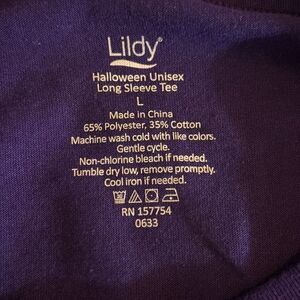 Lildy®
Halloween Unisex
Long Sleeve Tee
L
Made in China
65% Polyester, 35% Cotton
Machine wash cold with like colors.
Gentle cycle.
Non-chlorine bleach if needed.
Tumble dry low, remove promptly.
Cool iron if needed.
RN 157754
0633